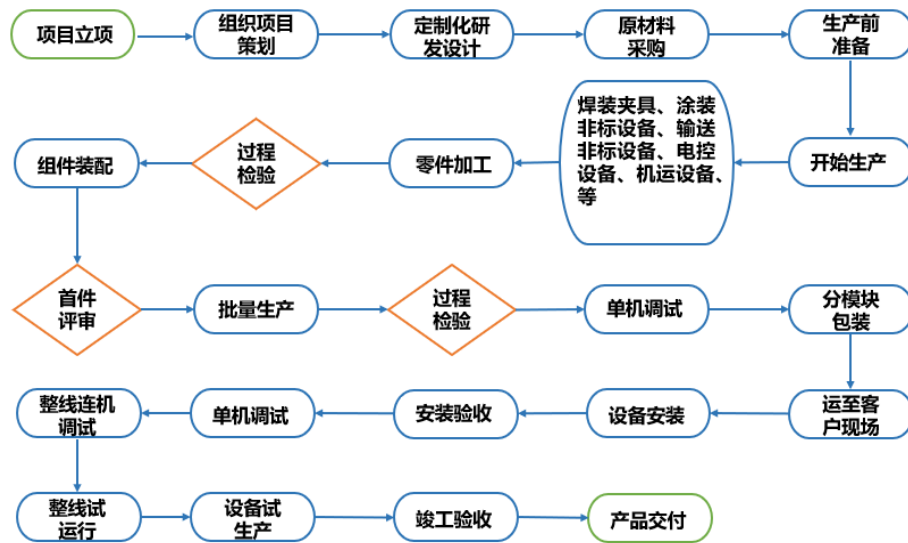 项目立项
组织项目
策划
定制化研
发设计
原材料
采购
生产前
准备
组件装配
过程
检验
零件加工
焊装夹具、涂装
非标设备、输送
非标设备、电控
设备、机运设备、
等
开始生产
首件
评审
批量生产
过程
检验
单机调试
分模块
包装
整线连机
调试
单机调试
安装验收
设备安装
运至客
户现场
整线试
运行
设备试
生产
竣工验收
产品交付